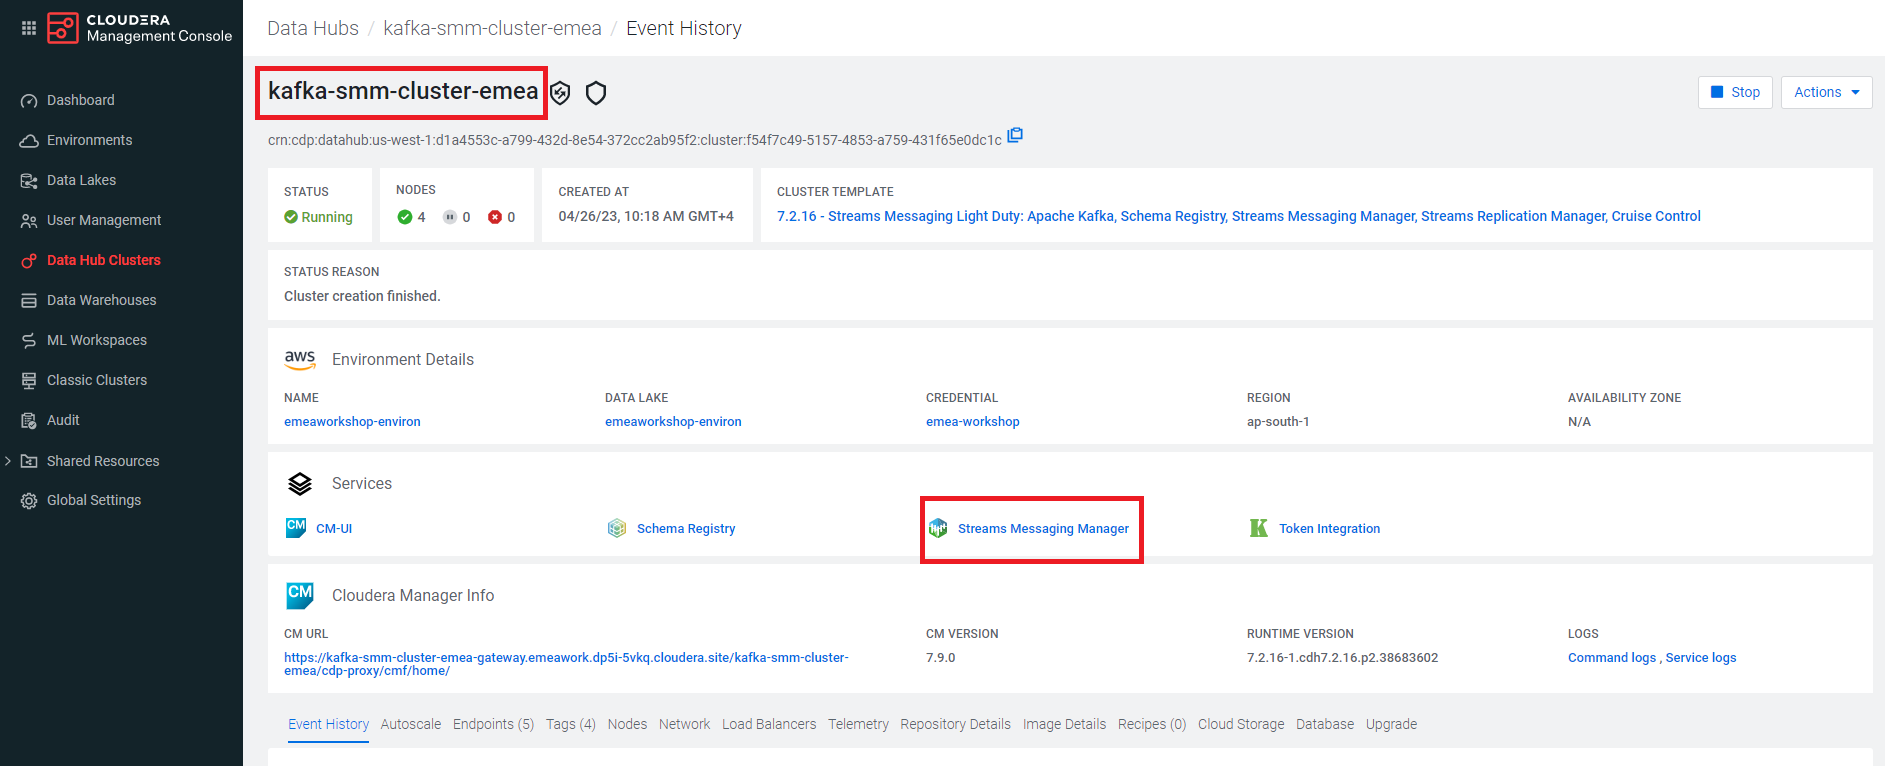 CLOUDERA
Management Console
Dashboard
Environments
Data Lakes
User Management
Data Hub Clusters
Data Warehouses
ML Workspaces
Classic Clusters
Audit
Shared Resources
Global Settings
Data Hubs / kafka-smm-cluster-emea / Event History
kafka-smm-cluster-emea
Stop
Actions
crn:cdp:datahub:us-west-1:d1a4553c-a799-432d-8e54-372cc2ab95f2:cluster:f54f7c49-5157-4853-a759-431f65e0dc1c
STATUS
Running
NODES
4 0 0
CREATED AT
04/26/23, 10:18 AM GMT+4
CLUSTER TEMPLATE
7.2.16 - Streams Messaging Light Duty: Apache Kafka, Schema Registry, Streams Messaging Manager, Streams Replication Manager, Cruise Control
STATUS REASON
Cluster creation finished.
aws Environment Details
NAME
emeaworkshop-environ
DATA LAKE
emeaworkshop-environ
CREDENTIAL
emea-workshop
REGION
ap-south-1
AVAILABILITY ZONE
N/A
Services
CM CM-UI
Schema Registry
Streams Messaging Manager
K Token Integration
CM Cloudera Manager Info
CM URL
https://kafka-smm-cluster-emea-gateway.emeawork.dp5i-5vkq.cloudera.site/kafka-smm-cluster-
emea/cdp-proxy/cmf/home/
CM VERSION
7.9.0
RUNTIME VERSION
7.2.16-1.cdh7.2.16.p2.38683602
LOGS
Command logs , Service logs
Event History Autoscale Endpoints (5) Tags (4) Nodes Network Load Balancers Telemetry Repository Details Image Details Recipes (0) Cloud Storage Database Upgrade